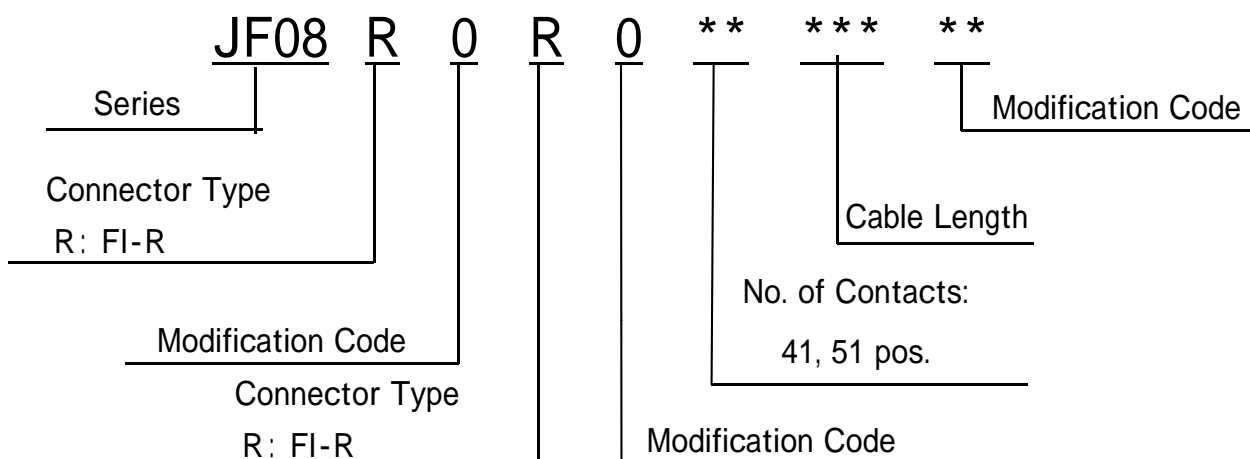 JF08 R 0 R 0 ** *** **
Series
Modification Code
Connector Type
R: FI-R
Cable Length
No. of Contacts:
41, 51 pos.
Modification Code
Connector Type
R: FI-R
Modification Code